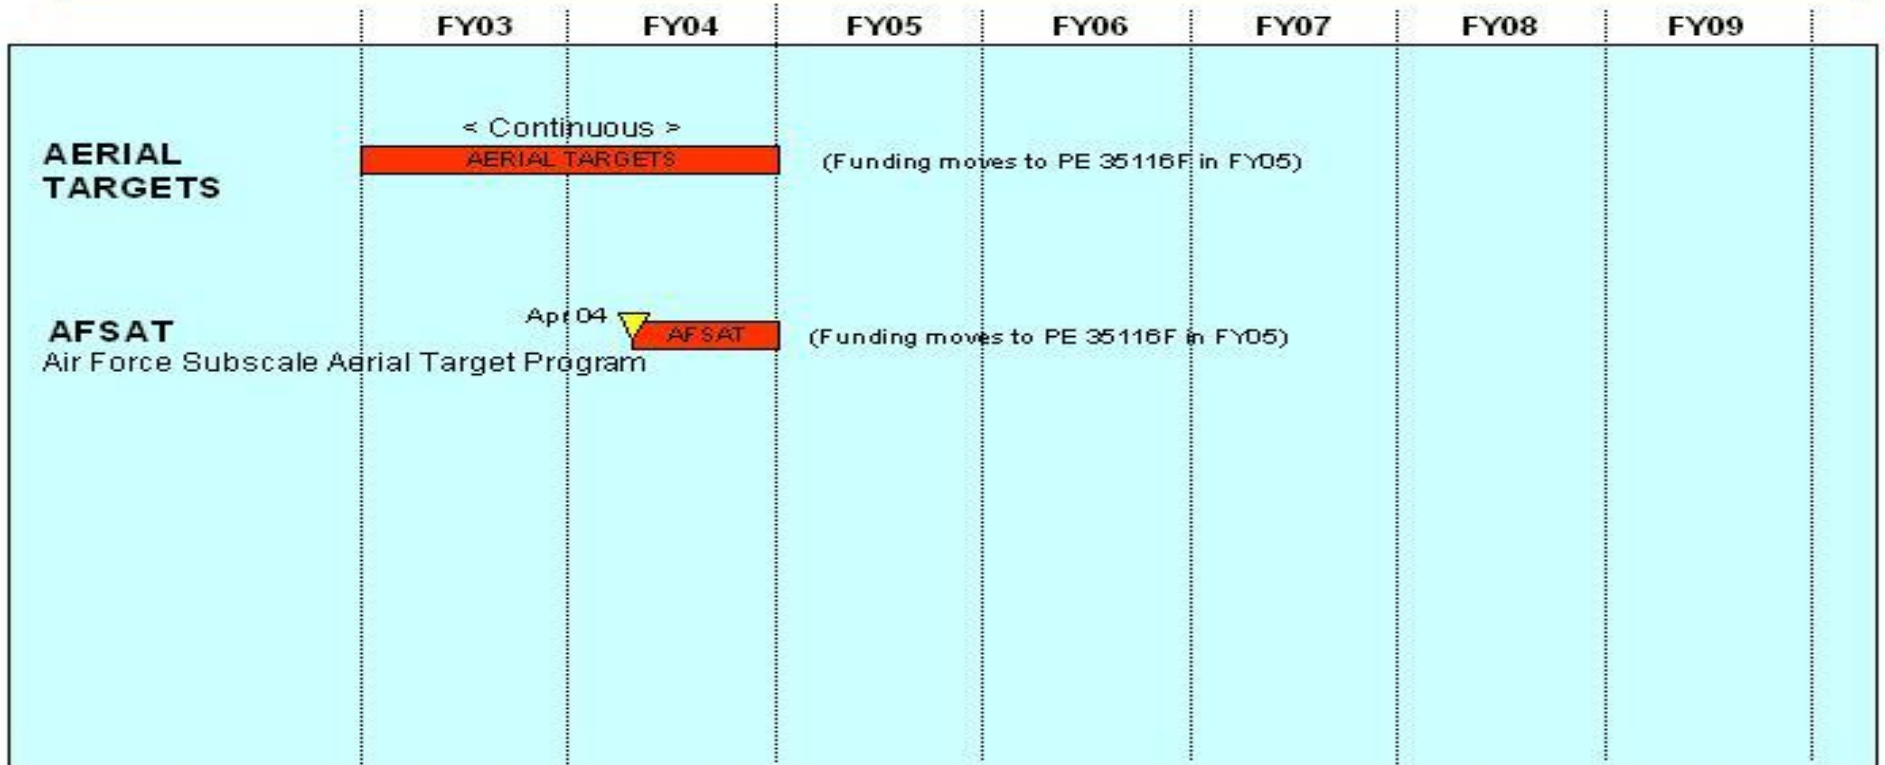 FY03 FY04 FY05 FY06 FY07 FY08 FY09
< Continuous >
AERIAL
TARGETS
AERIAL TARGETS
(Funding moves to PE 35116F in FY05)
Apr 04
AFSAT
AFSAT
(Funding moves to PE 35116F in FY05)
Air Force Subscale Aerial Target Program